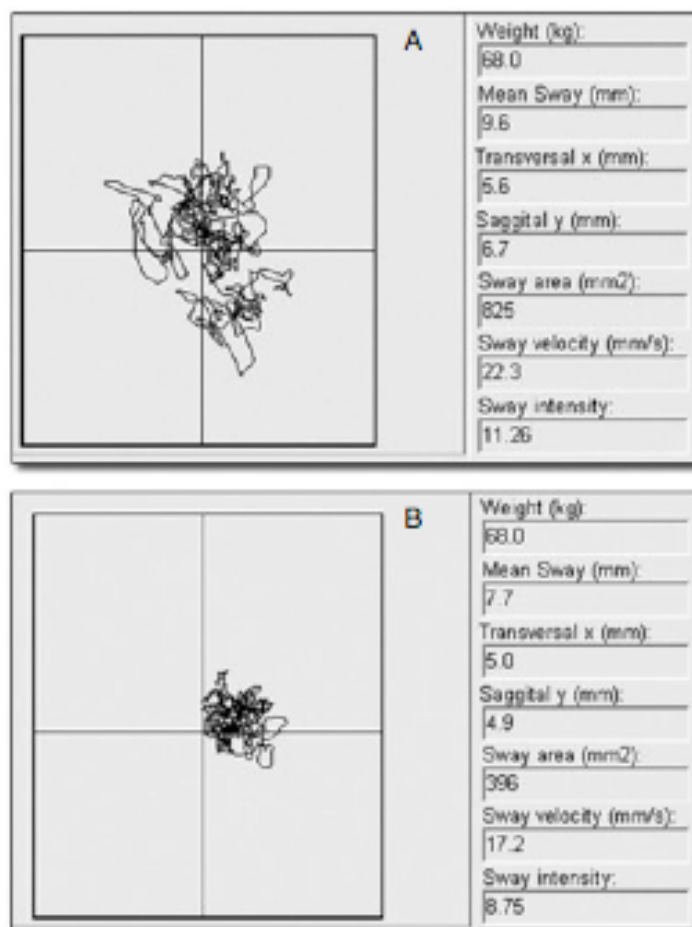 A
Weight (kg):
68.0
Mean Sway (mm):
9.6
Transversal x (mm):
5.6
Saggital y (mm):
6.7
Sway area (mm2):
825
Sway velocity (mm/s):
22.3
Sway intensity:
11.26
B
Weight (kg):
68.0
Mean Sway (mm):
7.7
Transversal x (mm):
5.0
Saggital y (mm):
4.9
Sway area (mm2):
396
Sway velocity (mm/s):
17.2
Sway intensity:
8.75